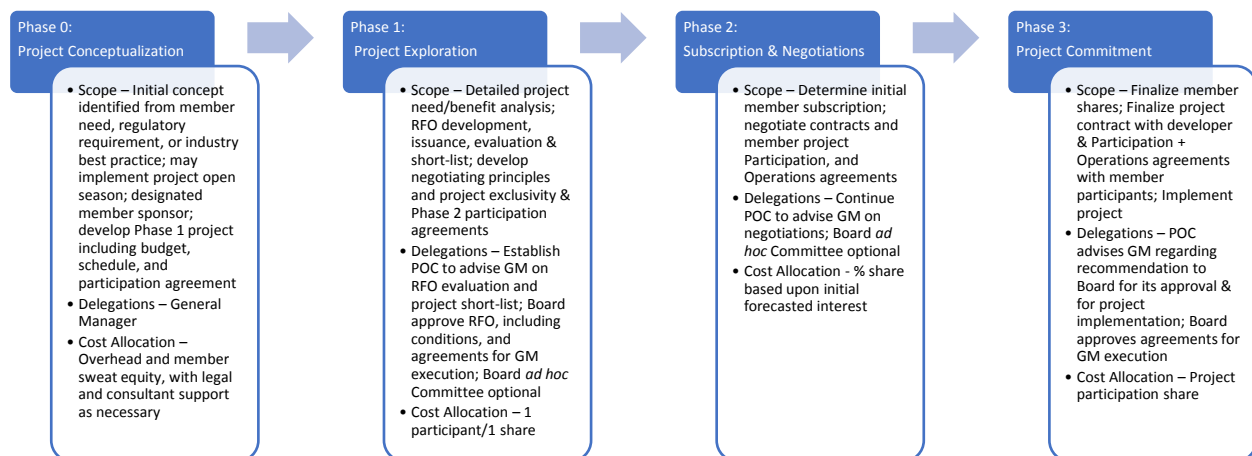 Phase 0:
Project Conceptualization
• Scope – Initial concept
identified from member
need, regulatory
requirement, or industry
best practice; may
implement project open
season; designated
member sponsor;
develop Phase 1 project
including budget,
schedule, and
participation agreement
• Delegations – General
Manager
• Cost Allocation –
Overhead and member
sweat equity, with legal
and consultant support
as necessary
Phase 1:
Project Exploration
• Scope – Detailed project
need/benefit analysis;
RFO development,
issuance, evaluation &
short-list; develop
negotiating principles
and project exclusivity &
Phase 2 participation
agreements
• Delegations – Establish
POC to advise GM on
RFO evaluation and
project short-list; Board
approve RFO, including
conditions, and
agreements for GM
execution; Board ad hoc
Committee optional
• Cost Allocation – 1
participant/1 share
Phase 2:
Subscription & Negotiations
• Scope – Determine initial
member subscription;
negotiate contracts and
member project
Participation, and
Operations agreements
• Delegations – Continue
POC to advise GM on
negotiations; Board ad
hoc Committee optional
• Cost Allocation - % share
based upon initial
forecasted interest
Phase 3:
Project Commitment
• Scope – Finalize member
shares; Finalize project
contract with developer
& Participation +
Operations agreements
with member
participants; Implement
project
• Delegations – POC
advises GM regarding
recommendation to
Board for its approval &
for project
implementation; Board
approves agreements for
GM execution
• Cost Allocation – Project
participation share